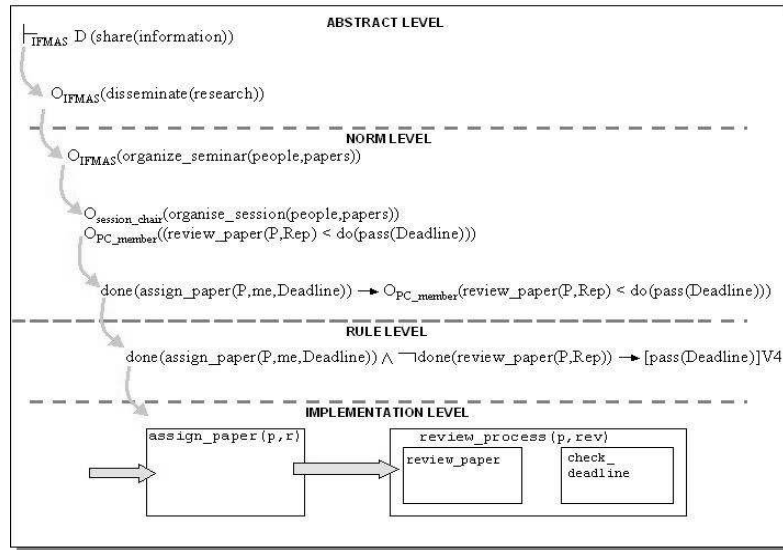 ABSTRACT LEVEL
├IFMAS D (share(information))
OIFMAS(disseminate(research))
NORM LEVEL
OIFMAS(organize_seminar(people,papers))
Osession_chair(organise_session(people,papers))
OPC_member((review_paper(P,Rep) < do(pass(Deadline)))
done(assign_paper(P,me,Deadline)) → OPC_member(review_paper(P,Rep) < do(pass(Deadline)))
RULE LEVEL
done(assign_paper(P,me,Deadline)) ∧ ¬done(review_paper(P,Rep)) → [pass(Deadline)]V4
IMPLEMENTATION LEVEL
assign_paper(p,r)
review_process(p,rev)
review_paper
check_
deadline